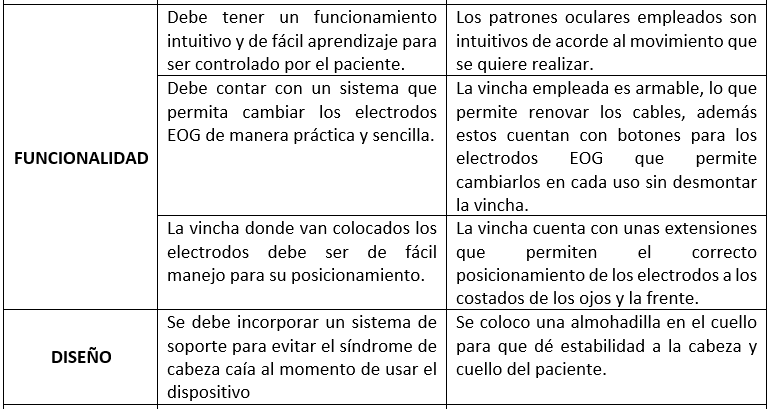 Debe tener un funcionamiento
intuitivo y de fácil aprendizaje para
ser controlado por el paciente.
Los patrones oculares empleados son
intuitivos de acorde al movimiento que
se quiere realizar.
FUNCIONALIDAD
Debe contar con un sistema que
permita cambiar los electrodos
EOG de manera práctica y sencilla.
La vincha empleada es armable, lo que
permite renovar los cables, además
estos cuentan con botones para los
electrodos EOG que permite
cambiarlos en cada uso sin desmontar
la vincha.
La vincha donde van colocados los
electrodos debe ser de fácil
manejo para su posicionamiento.
La vincha cuenta con unas extensiones
que permiten el correcto
posicionamiento de los electrodos a los
costados de los ojos y la frente.
DISEÑO
Se debe incorporar un sistema de
soporte para evitar el síndrome de
cabeza caía al momento de usar el
dispositivo
Se coloco una almohadilla en el cuello
para que dé estabilidad a la cabeza y
cuello del paciente.